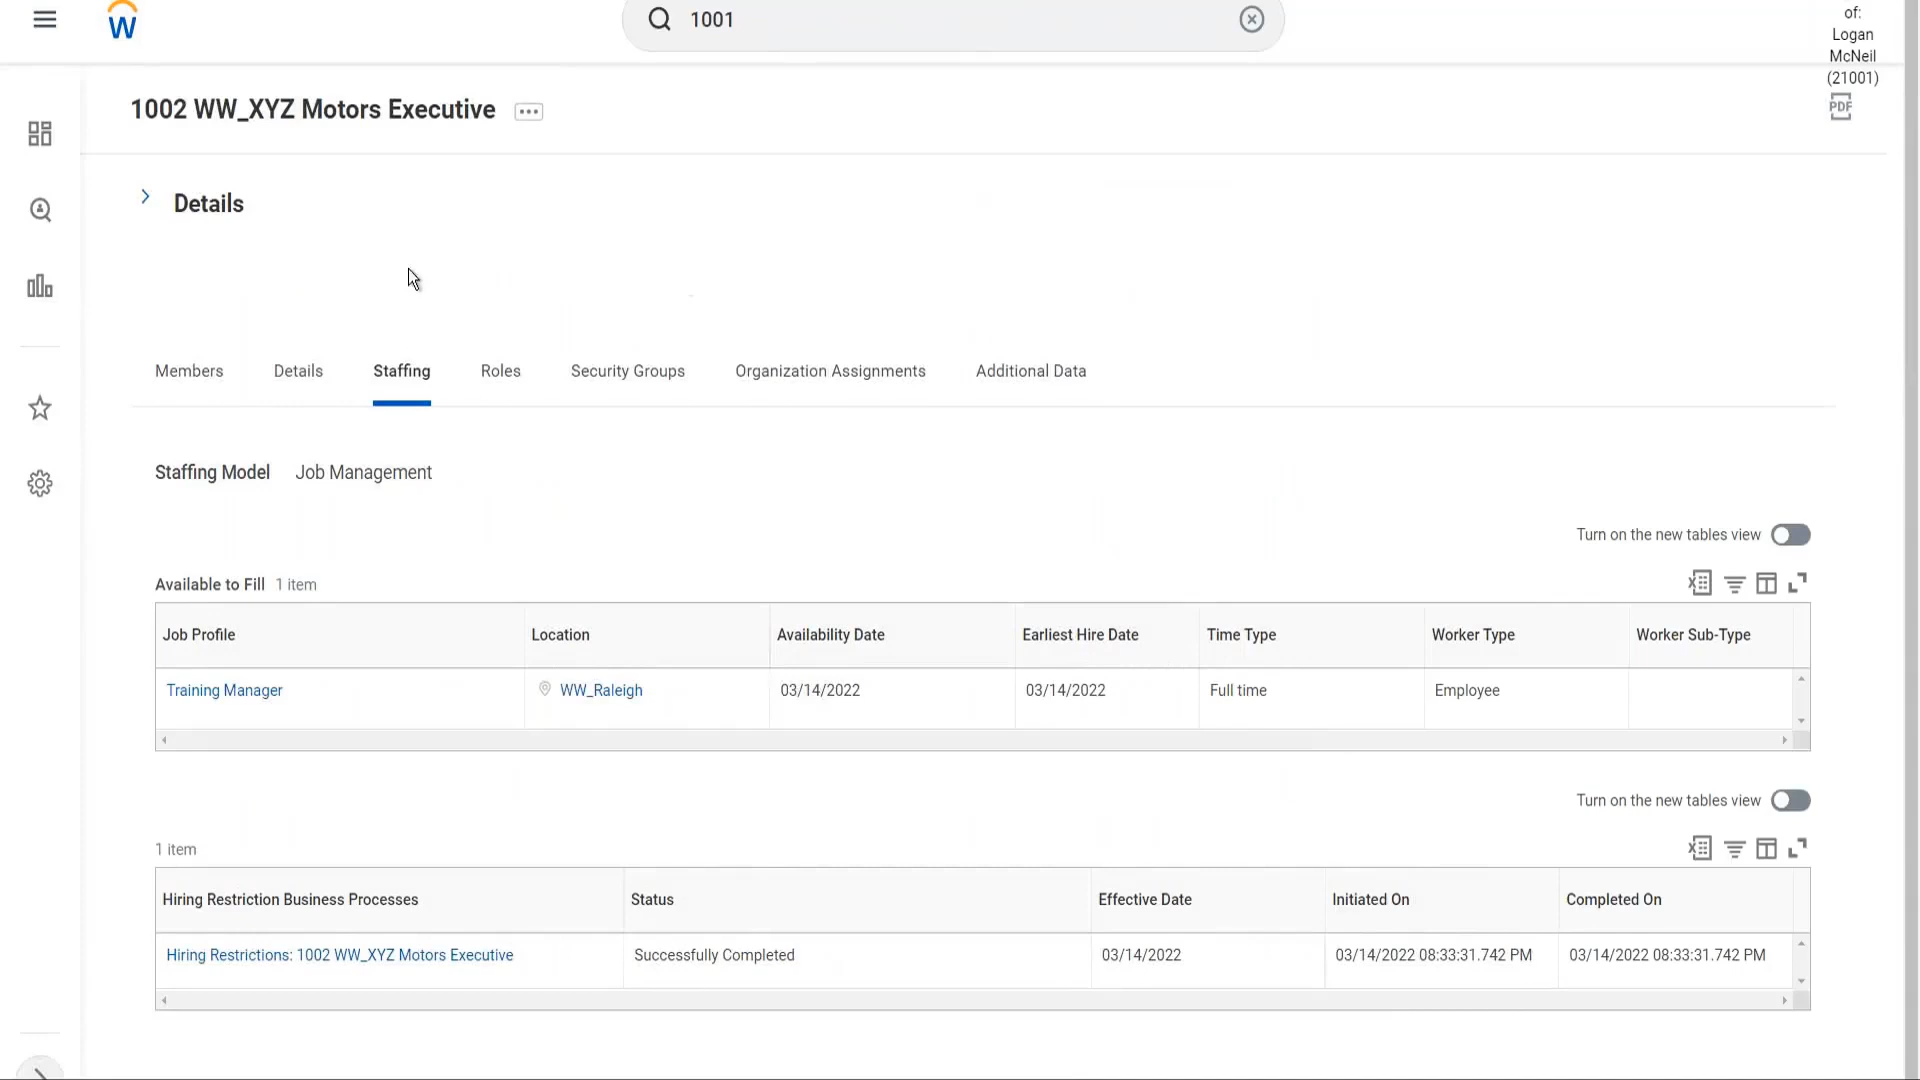 1001
of:
Logan
McNeil
(21001)
PDF
1002 WW_XYZ Motors Executive
Details
Members Details Staffing Roles Security Groups Organization Assignments Additional Data
Staffing Model Job Management
Turn on the new tables view
Available to Fill 1 item
Job Profile Location Availability Date Earliest Hire Date Time Type Worker Type Worker Sub-Type
Training Manager WW_Raleigh 03/14/2022 03/14/2022 Full time Employee
Turn on the new tables view
1 item
Hiring Restriction Business Processes Status Effective Date Initiated On Completed On
Hiring Restrictions: 1002 WW_XYZ Motors Executive Successfully Completed 03/14/2022 03/14/2022 08:33:31.742 PM 03/14/2022 08:33:31.742 PM